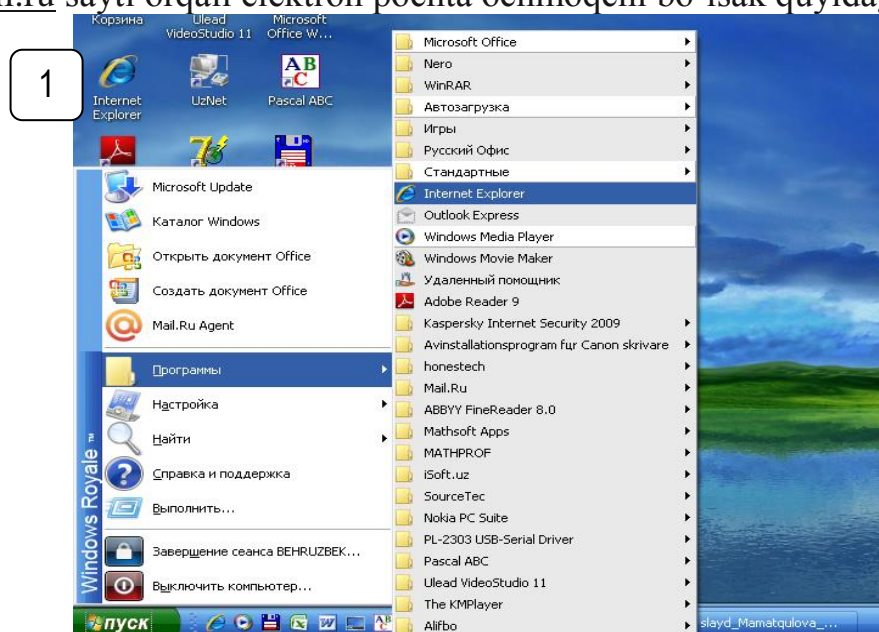 sayti orqali elektron pochta ochmoqchi bo'lsak
1
Корзина
Ulead VideoStudio 11
Microsoft Office W...
Internet Explorer
UzNet
Pascal ABC
Microsoft Update
Каталог Windows
Открыть документ Office
Создать документ Office
Mail.Ru Agent
Программы
Настройка
Найти
Справка и поддержка
Выполнить...
Завершение сеанса BEHRUZBEK...
Выключить компьютер...
Windows Royale ™
Microsoft Office
Nero
WinRAR
Автозагрузка
Игры
Русский Офис
Стандартные
Internet Explorer
Outlook Express
Windows Media Player
Windows Movie Maker
Удаленный помощник
Adobe Reader 9
Kaspersky Internet Security 2009
Avinstallationsprogram fцr Canon skrivare
honestech
Mail.Ru
ABBYY FineReader 8.0
Mathsoft Apps
MATHPROF
iSoft.uz
SourceTec
Nokia PC Suite
PL-2303 USB-Serial Driver
Pascal ABC
Ulead VideoStudio 11
The KMPlayer
Alifbo
пуск
slayd_Mamatqulova_...